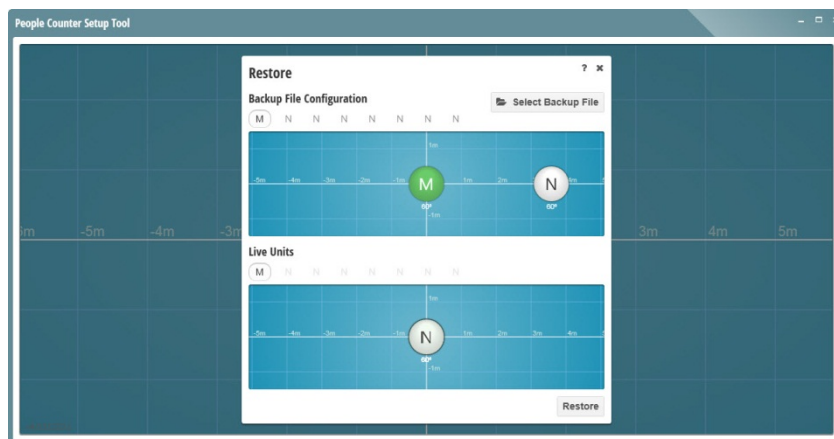 People Counter Setup Tool
Restore
? ×
Backup File Configuration
Select Backup File
M N N N N N N N
1m
-5m -4m -3m -2m -1m M 1m 2m N 4m
60° 60°
-1m
-5m -4m -3m 3m 4m 5m
Live Units
M N N N N N N N
1m
-5m -4m -3m -2m -1m N 1m 2m 3m 4m
60°
-1m
Restore